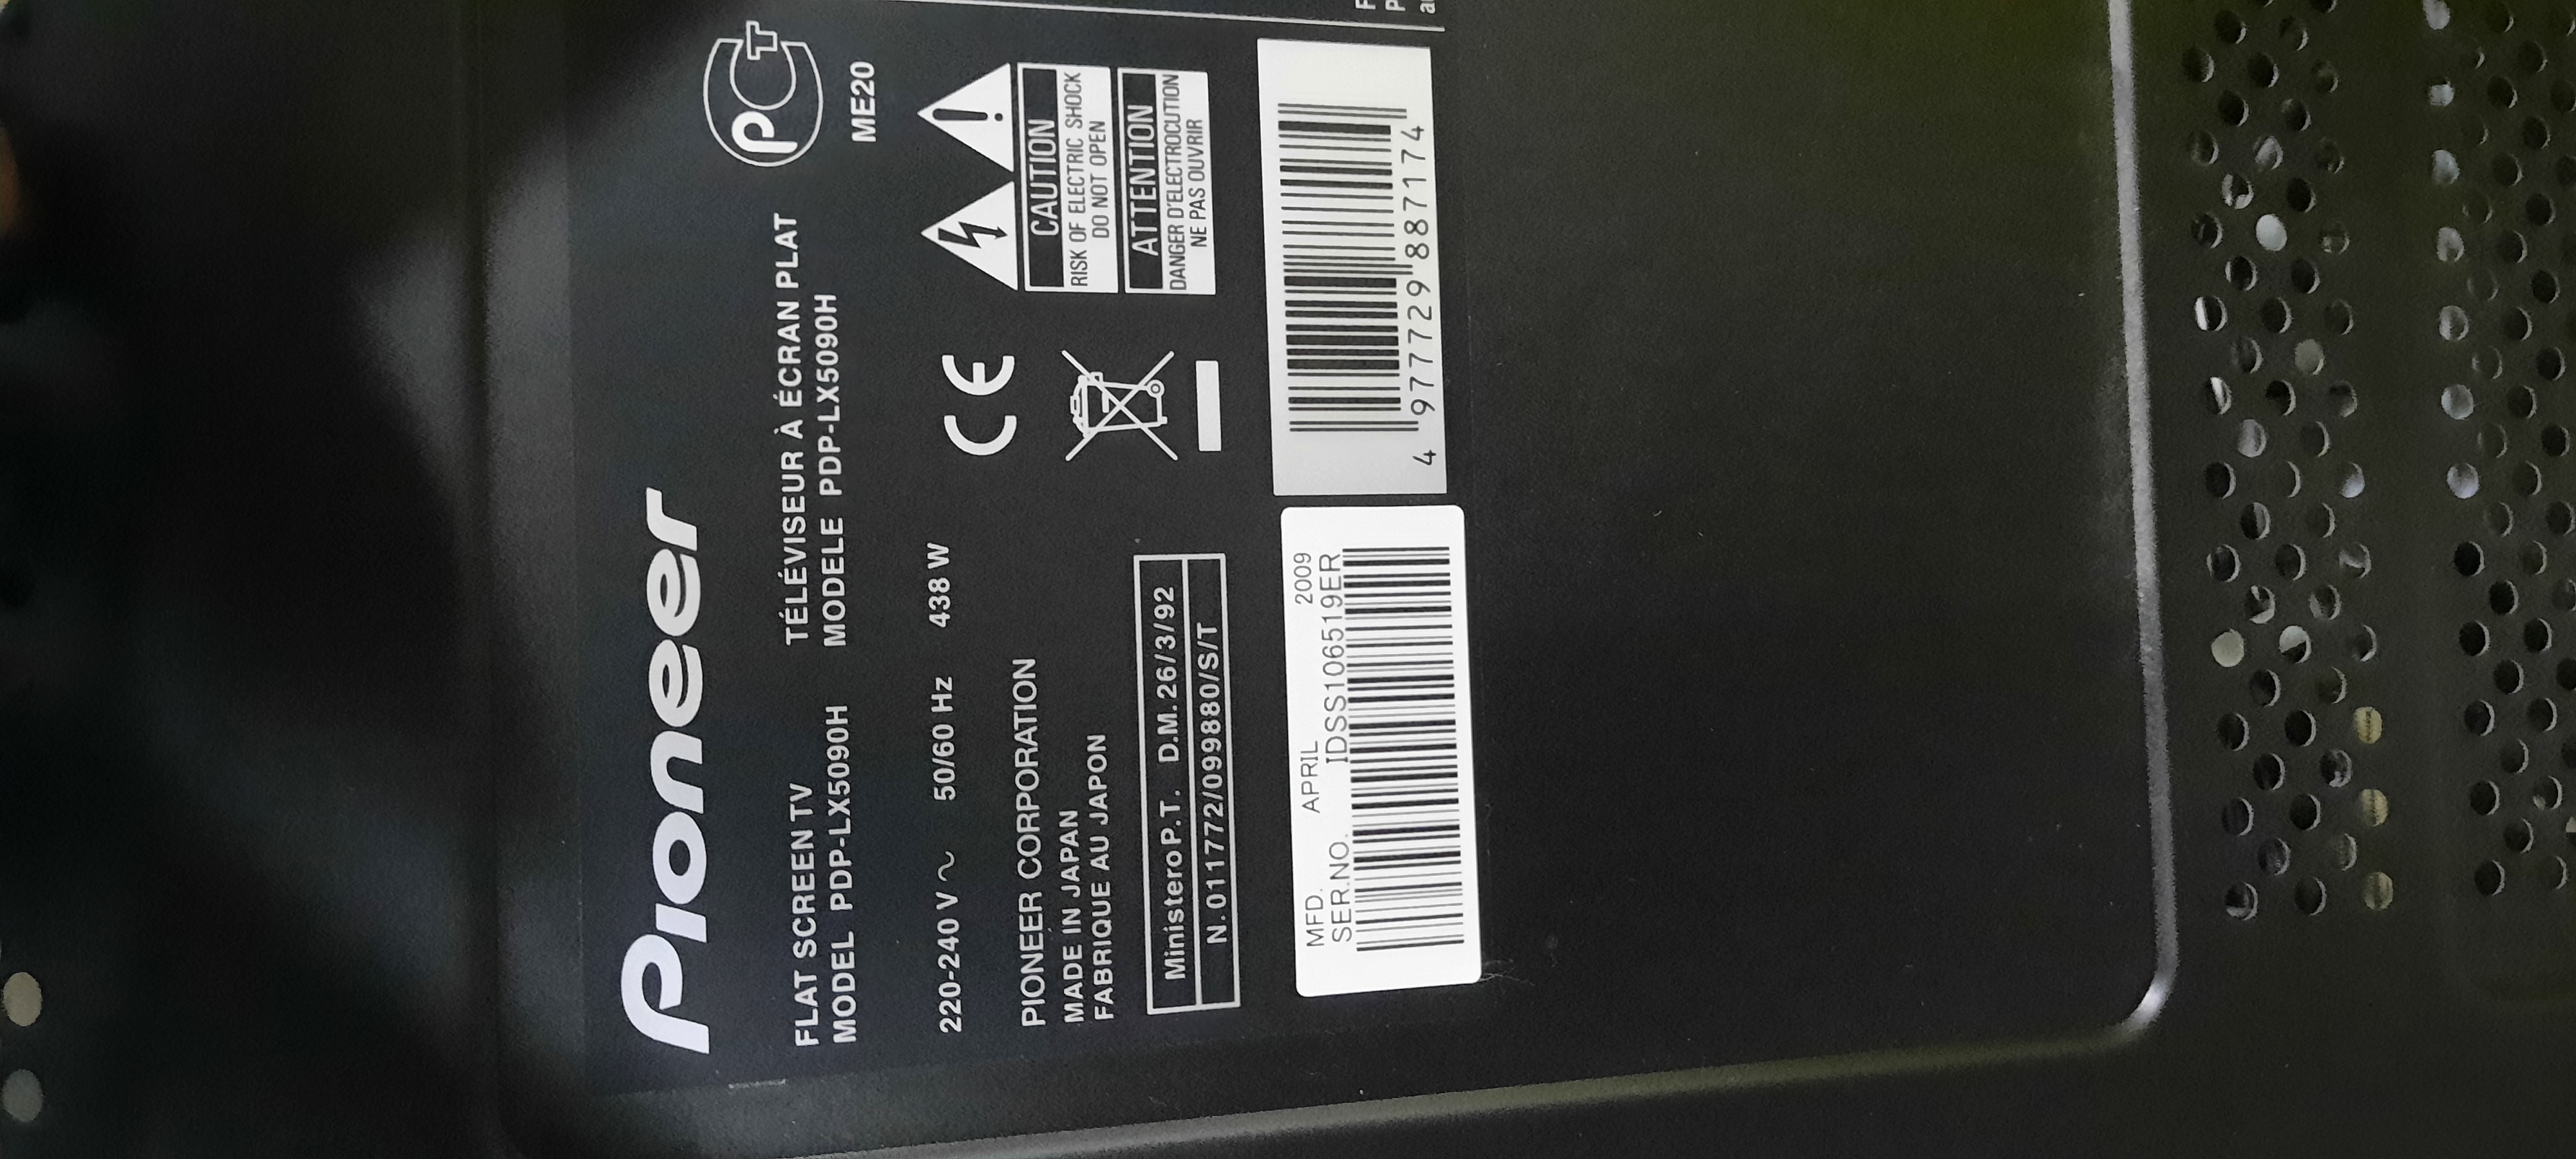 Pioneer
FLAT SCREEN TV
MODEL PDP-LX5090H
TÉLÉVISEUR À ÉCRAN PLAT
MODELE PDP-LX5090H
PCT
ME20
220-240 V ~ 50/60 Hz 438 W
PIONEER CORPORATION
MADE IN JAPAN
FABRIQUE AU JAPON
CE
CAUTION
RISK OF ELECTRIC SHOCK
DO NOT OPEN
ATTENTION
DANGER D'ELECTROCUTION
NE PAS OUVRIR
Ministero P.T. D.M.26/3/92
N.011772/099880/S/T
MFD. APRIL 2009
SER.NO. IDSS106519ER
4 977729 887174